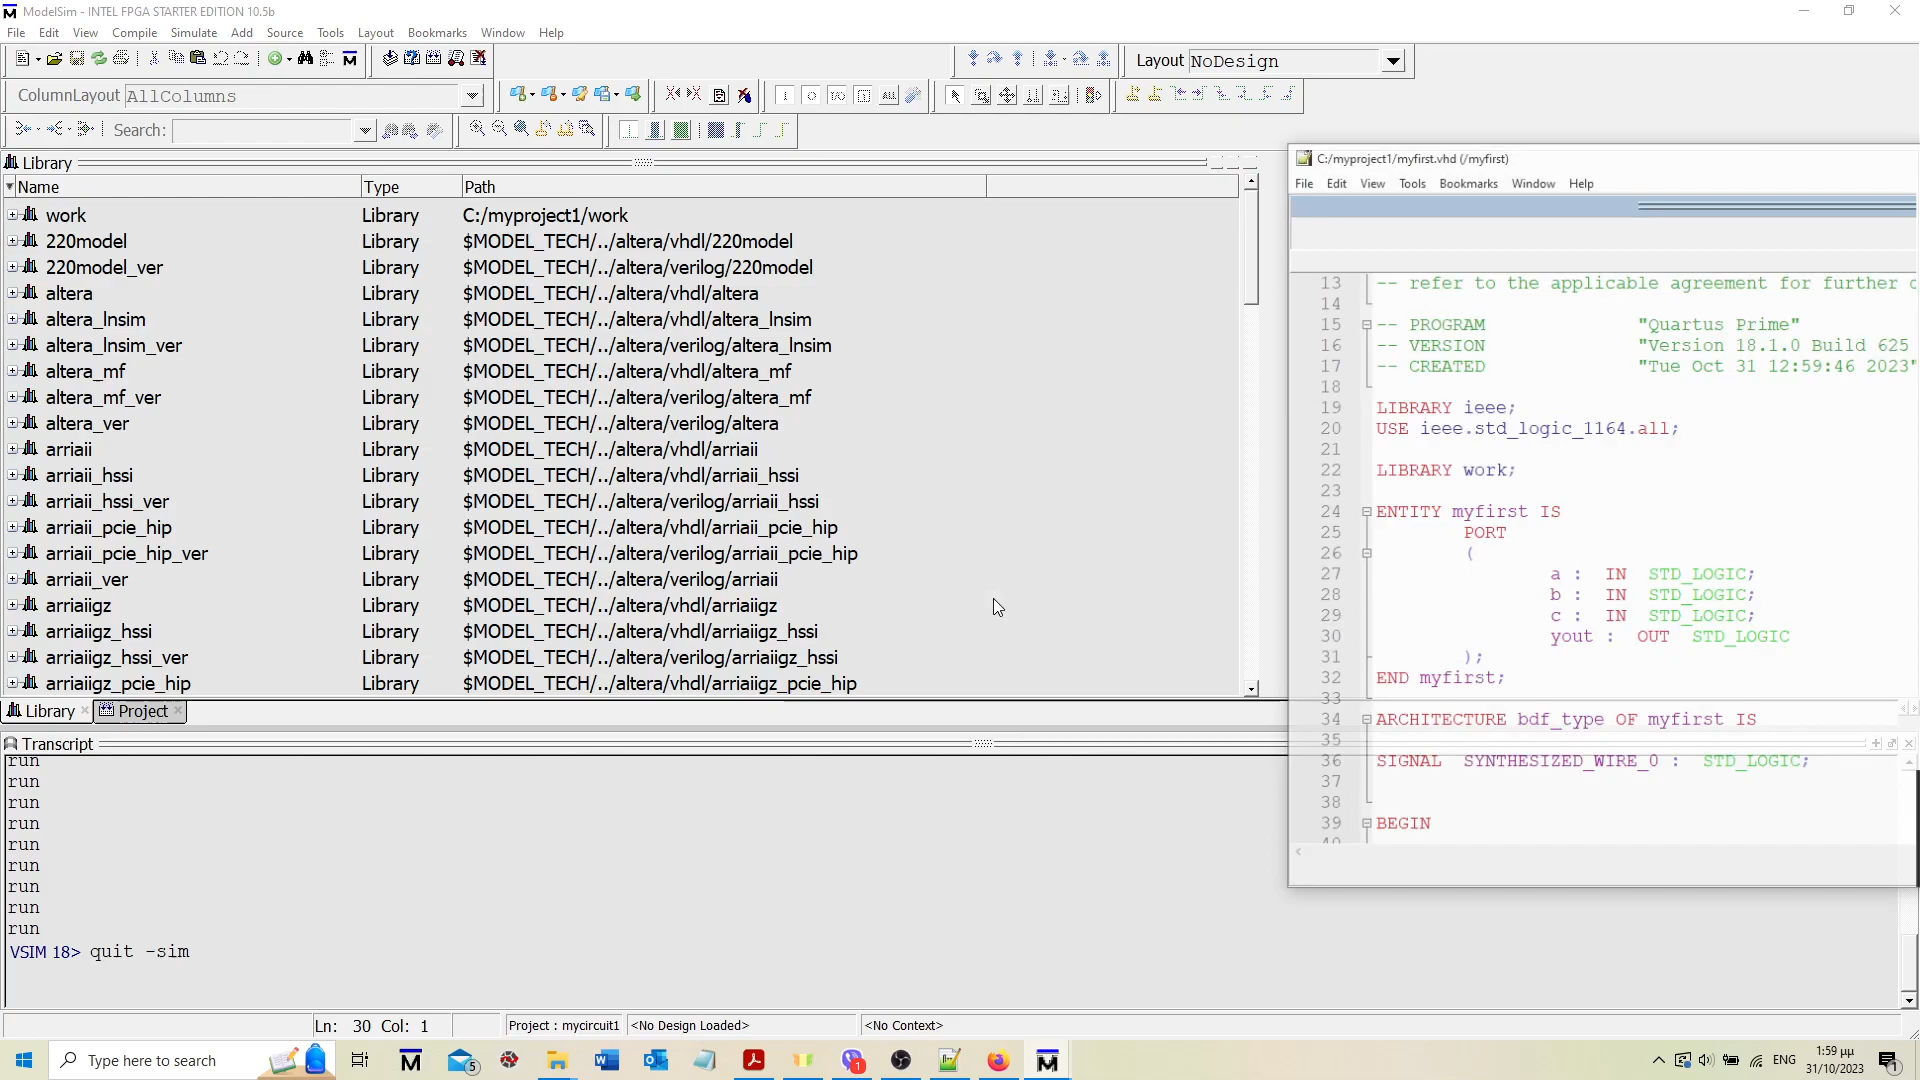 ModelSim - INTEL FPGA STARTER EDITION 10.5b
File Edit View Compile Simulate Add Source Tools Layout Bookmarks Window Help
Layout NoDesign
ColumnLayout AllColumns
Search:
Library
Name Type Path
work Library C:/myproject1/work
220model Library $MODEL_TECH/../altera/vhdl/220model
220model_ver Library $MODEL_TECH/../altera/verilog/220model
altera Library $MODEL_TECH/../altera/vhdl/altera
altera_lnsim Library $MODEL_TECH/../altera/vhdl/altera_lnsim
altera_lnsim_ver Library $MODEL_TECH/../altera/verilog/altera_lnsim
altera_mf Library $MODEL_TECH/../altera/vhdl/altera_mf
altera_mf_ver Library $MODEL_TECH/../altera/verilog/altera_mf
altera_ver Library $MODEL_TECH/../altera/verilog/altera
arriaii Library $MODEL_TECH/../altera/vhdl/arriaii
arriaii_hssi Library $MODEL_TECH/../altera/vhdl/arriaii_hssi
arriaii_hssi_ver Library $MODEL_TECH/../altera/verilog/arriaii_hssi
arriaii_pcie_hip Library $MODEL_TECH/../altera/vhdl/arriaii_pcie_hip
arriaii_pcie_hip_ver Library $MODEL_TECH/../altera/verilog/arriaii_pcie_hip
arriaii_ver Library $MODEL_TECH/../altera/verilog/arriaii
arriaiigz Library $MODEL_TECH/../altera/vhdl/arriaiigz
arriaiigz_hssi Library $MODEL_TECH/../altera/vhdl/arriaiigz_hssi
arriaiigz_hssi_ver Library $MODEL_TECH/../altera/verilog/arriaiigz_hssi
arriaiigz_pcie_hip Library $MODEL_TECH/../altera/vhdl/arriaiigz_pcie_hip
Library Project
Transcript
run
run
run
run
run
run
run
run
run
VSIM 18> quit -sim
Ln: 30 Col: 1 Project : mycircuit1 <No Design Loaded> <No Context>
C:/myproject1/myfirst.vhd (/myfirst)
File Edit View Tools Bookmarks Window Help
13 -- refer to the applicable agreement for further
14
15 -- PROGRAM "Quartus Prime"
16 -- VERSION "Version 18.1.0 Build 625
17 -- CREATED "Tue Oct 31 12:59:46 2023"
18
19 LIBRARY ieee;
20 USE ieee.std_logic_1164.all;
21
22 LIBRARY work;
23
24 ENTITY myfirst IS
25 PORT
26 (
27 a : IN STD_LOGIC;
28 b : IN STD_LOGIC;
29 c : IN STD_LOGIC;
30 yout : OUT STD_LOGIC
31 );
32 END myfirst;
33
34 ARCHITECTURE bdf_type OF myfirst IS
35
36 SIGNAL SYNTHESIZED_WIRE_0 : STD_LOGIC;
37
38
39 BEGIN
40
Type here to search
5
1
ENG
1:59 μμ
31/10/2023
1